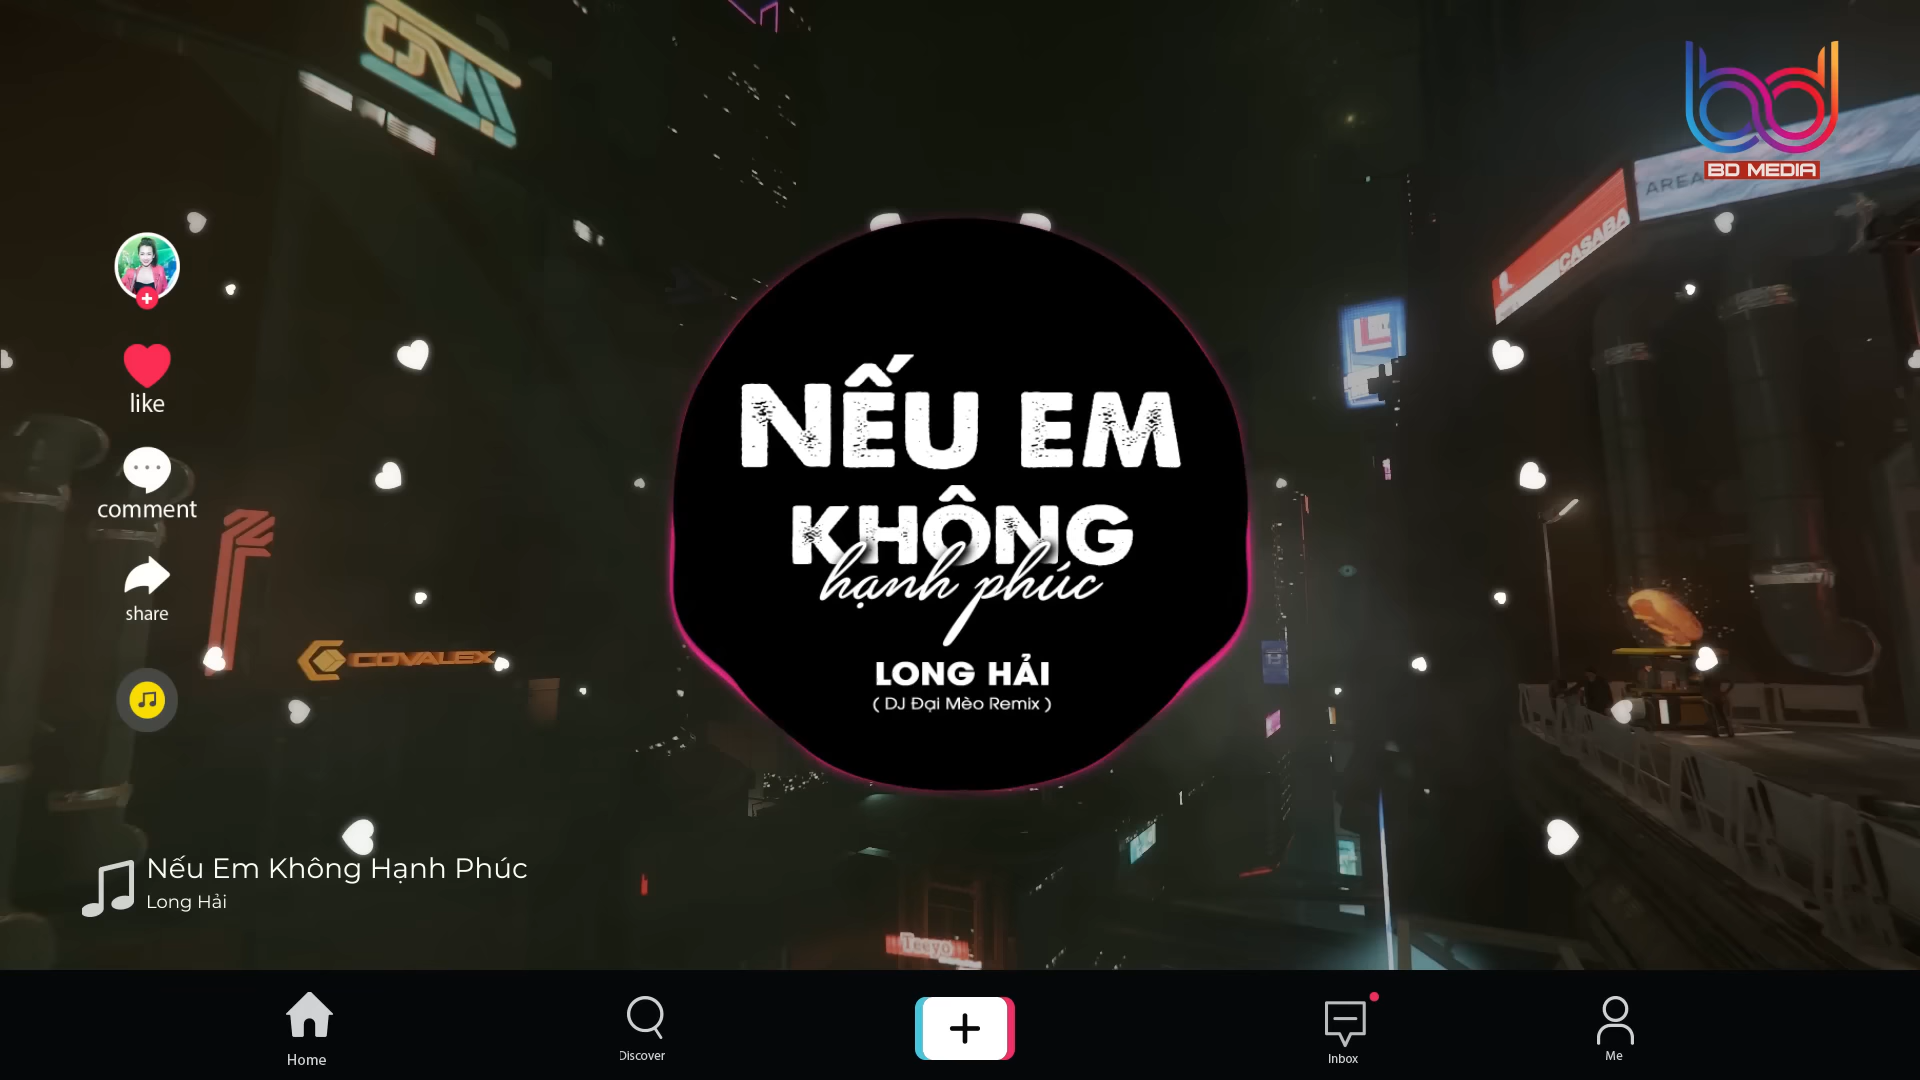 BD MEDIA
AREA
CASABA
like
comment
share
NẾU EM
KHÔNG
hạnh phúc
LONG HẢI
( DJ Đại Mèo Remix )
COVALEX
Nếu Em Không Hạnh Phúc
Long Hải
Teeyo
Home
Discover
Inbox
Me